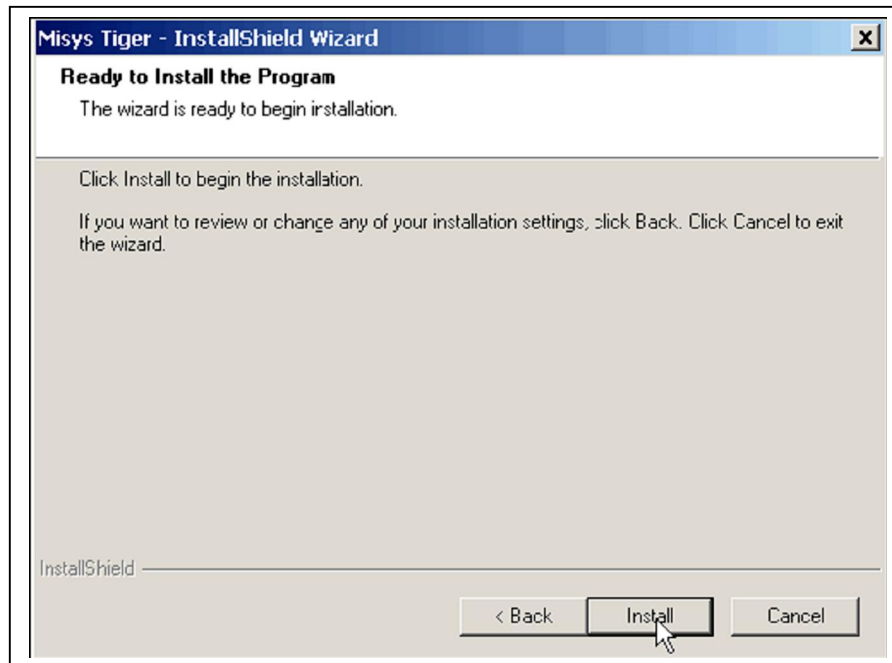 Misys Tiger - InstallShield Wizard
Ready to Install the Program
The wizard is ready to begin installation.
Click Install to begin the installation.
If you want to review or change any of your installation settings, click Back. Click Cancel to exit
the wizard.
InstallShield
< Back Install Cancel